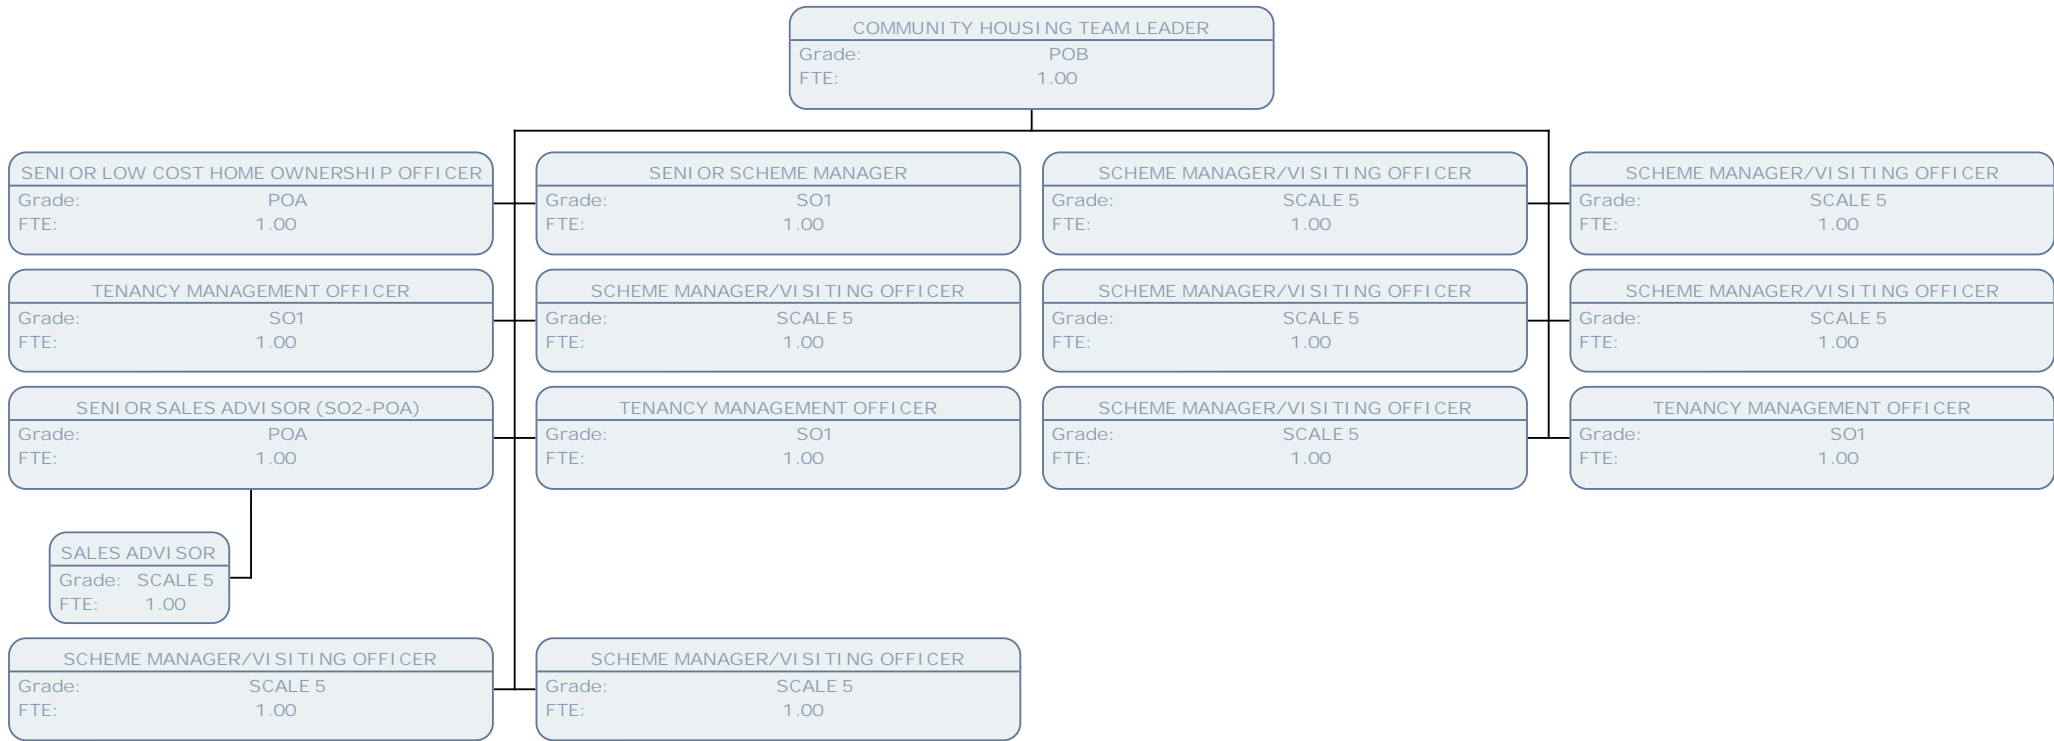 COMMUNITY HOUSING TEAM LEADER
Grade: POB
FTE: 1.00
SENIOR LOW COST HOME OWNERSHIP OFFICER
Grade: POA
FTE: 1.00
SENIOR SCHEME MANAGER
Grade: SO1
FTE: 1.00
SCHEME MANAGER/VISITING OFFICER
Grade: SCALE 5
FTE: 1.00
SCHEME MANAGER/VISITING OFFICER
Grade: SCALE 5
FTE: 1.00
TENANCY MANAGEMENT OFFICER
Grade: SO1
FTE: 1.00
SCHEME MANAGER/VISITING OFFICER
Grade: SCALE 5
FTE: 1.00
SCHEME MANAGER/VISITING OFFICER
Grade: SCALE 5
FTE: 1.00
SCHEME MANAGER/VISITING OFFICER
Grade: SCALE 5
FTE: 1.00
SENIOR SALES ADVISOR (SO2-POA)
Grade: POA
FTE: 1.00
TENANCY MANAGEMENT OFFICER
Grade: SO1
FTE: 1.00
SCHEME MANAGER/VISITING OFFICER
Grade: SCALE 5
FTE: 1.00
TENANCY MANAGEMENT OFFICER
Grade: SO1
FTE: 1.00
SALES ADVISOR
Grade: SCALE 5
FTE: 1.00
SCHEME MANAGER/VISITING OFFICER
Grade: SCALE 5
FTE: 1.00
SCHEME MANAGER/VISITING OFFICER
Grade: SCALE 5
FTE: 1.00